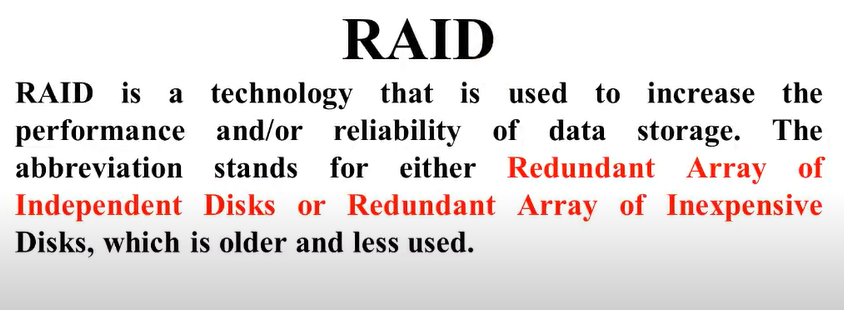 RAID
RAID is a technology that is used to increase the
performance and/or reliability of data storage. The
abbreviation stands for either Redundant Array of
Independent Disks or Redundant Array of Inexpensive
Disks, which is older and less used.